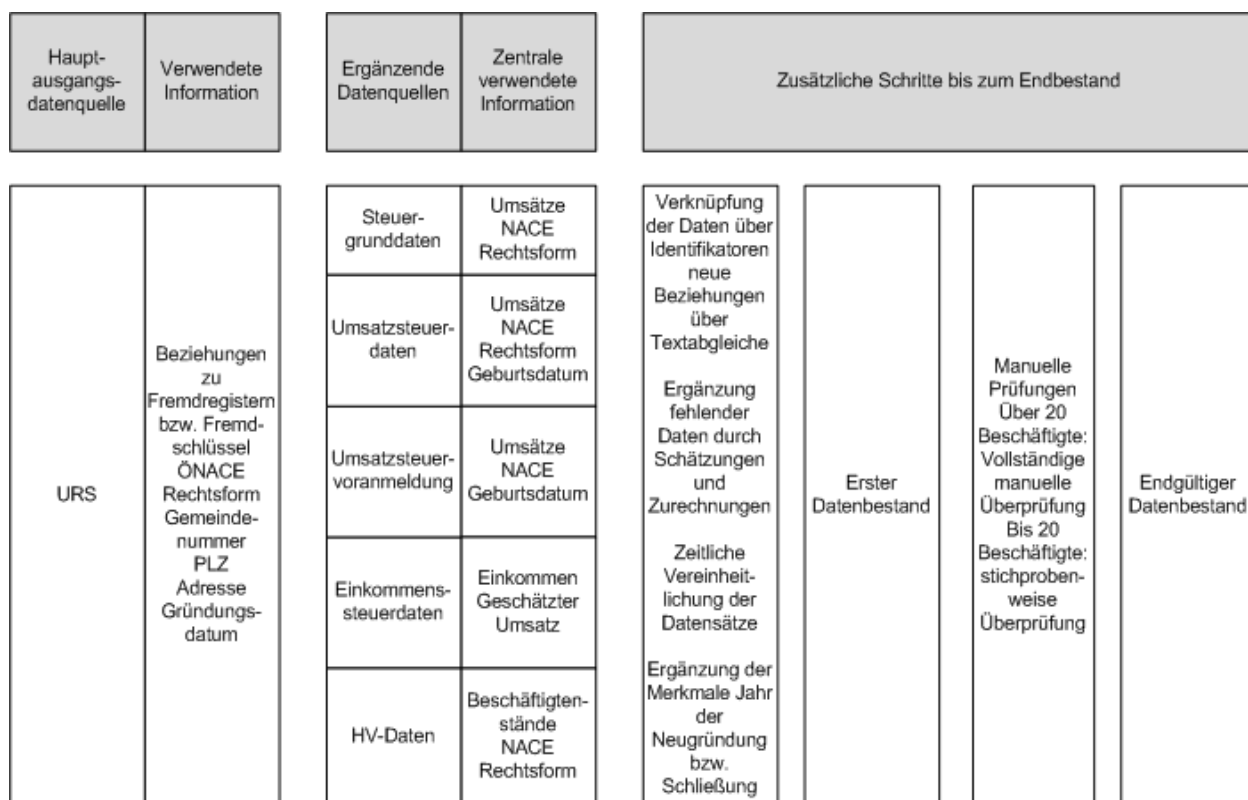 Haupt-
ausgangs-
datenquelle
Verwendete
Information
Ergänzende
Datenquellen
Zentrale
verwendete
Information
Zusätzliche Schritte bis zum Endbestand
URS
Beziehungen
zu
Fremdregistern
bzw. Fremd-
schlüssel
ÖNACE
Rechtsform
Gemeinde-
nummer
PLZ
Adresse
Gründungs-
datum
Steuer-
grunddaten
Umsätze
NACE
Rechtsform
Umsatzsteuer-
daten
Umsätze
NACE
Rechtsform
Geburtsdatum
Umsatzsteuer-
voranmeldung
Umsätze
NACE
Geburtsdatum
Einkommens-
steuerdaten
Einkommen
Geschätzter
Umsatz
HV-Daten
Beschäftigten-
stände
NACE
Rechtsform
Verknüpfung
der Daten über
Identifikatoren
neue
Beziehungen
über
Textabgleiche
Ergänzung
fehlender
Daten durch
Schätzungen
und
Zurechnungen
Zeitliche
Vereinheit-
lichung der
Datensätze
Ergänzung der
Merkmale Jahr
der
Neugründung
bzw.
Schließung
Erster
Datenbestand
Manuelle
Prüfungen
Über 20
Beschäftigte:
Vollständige
manuelle
Überprüfung
Bis 20
Beschäftigte:
stichproben-
weise
Überprüfung
Endgültiger
Datenbestand